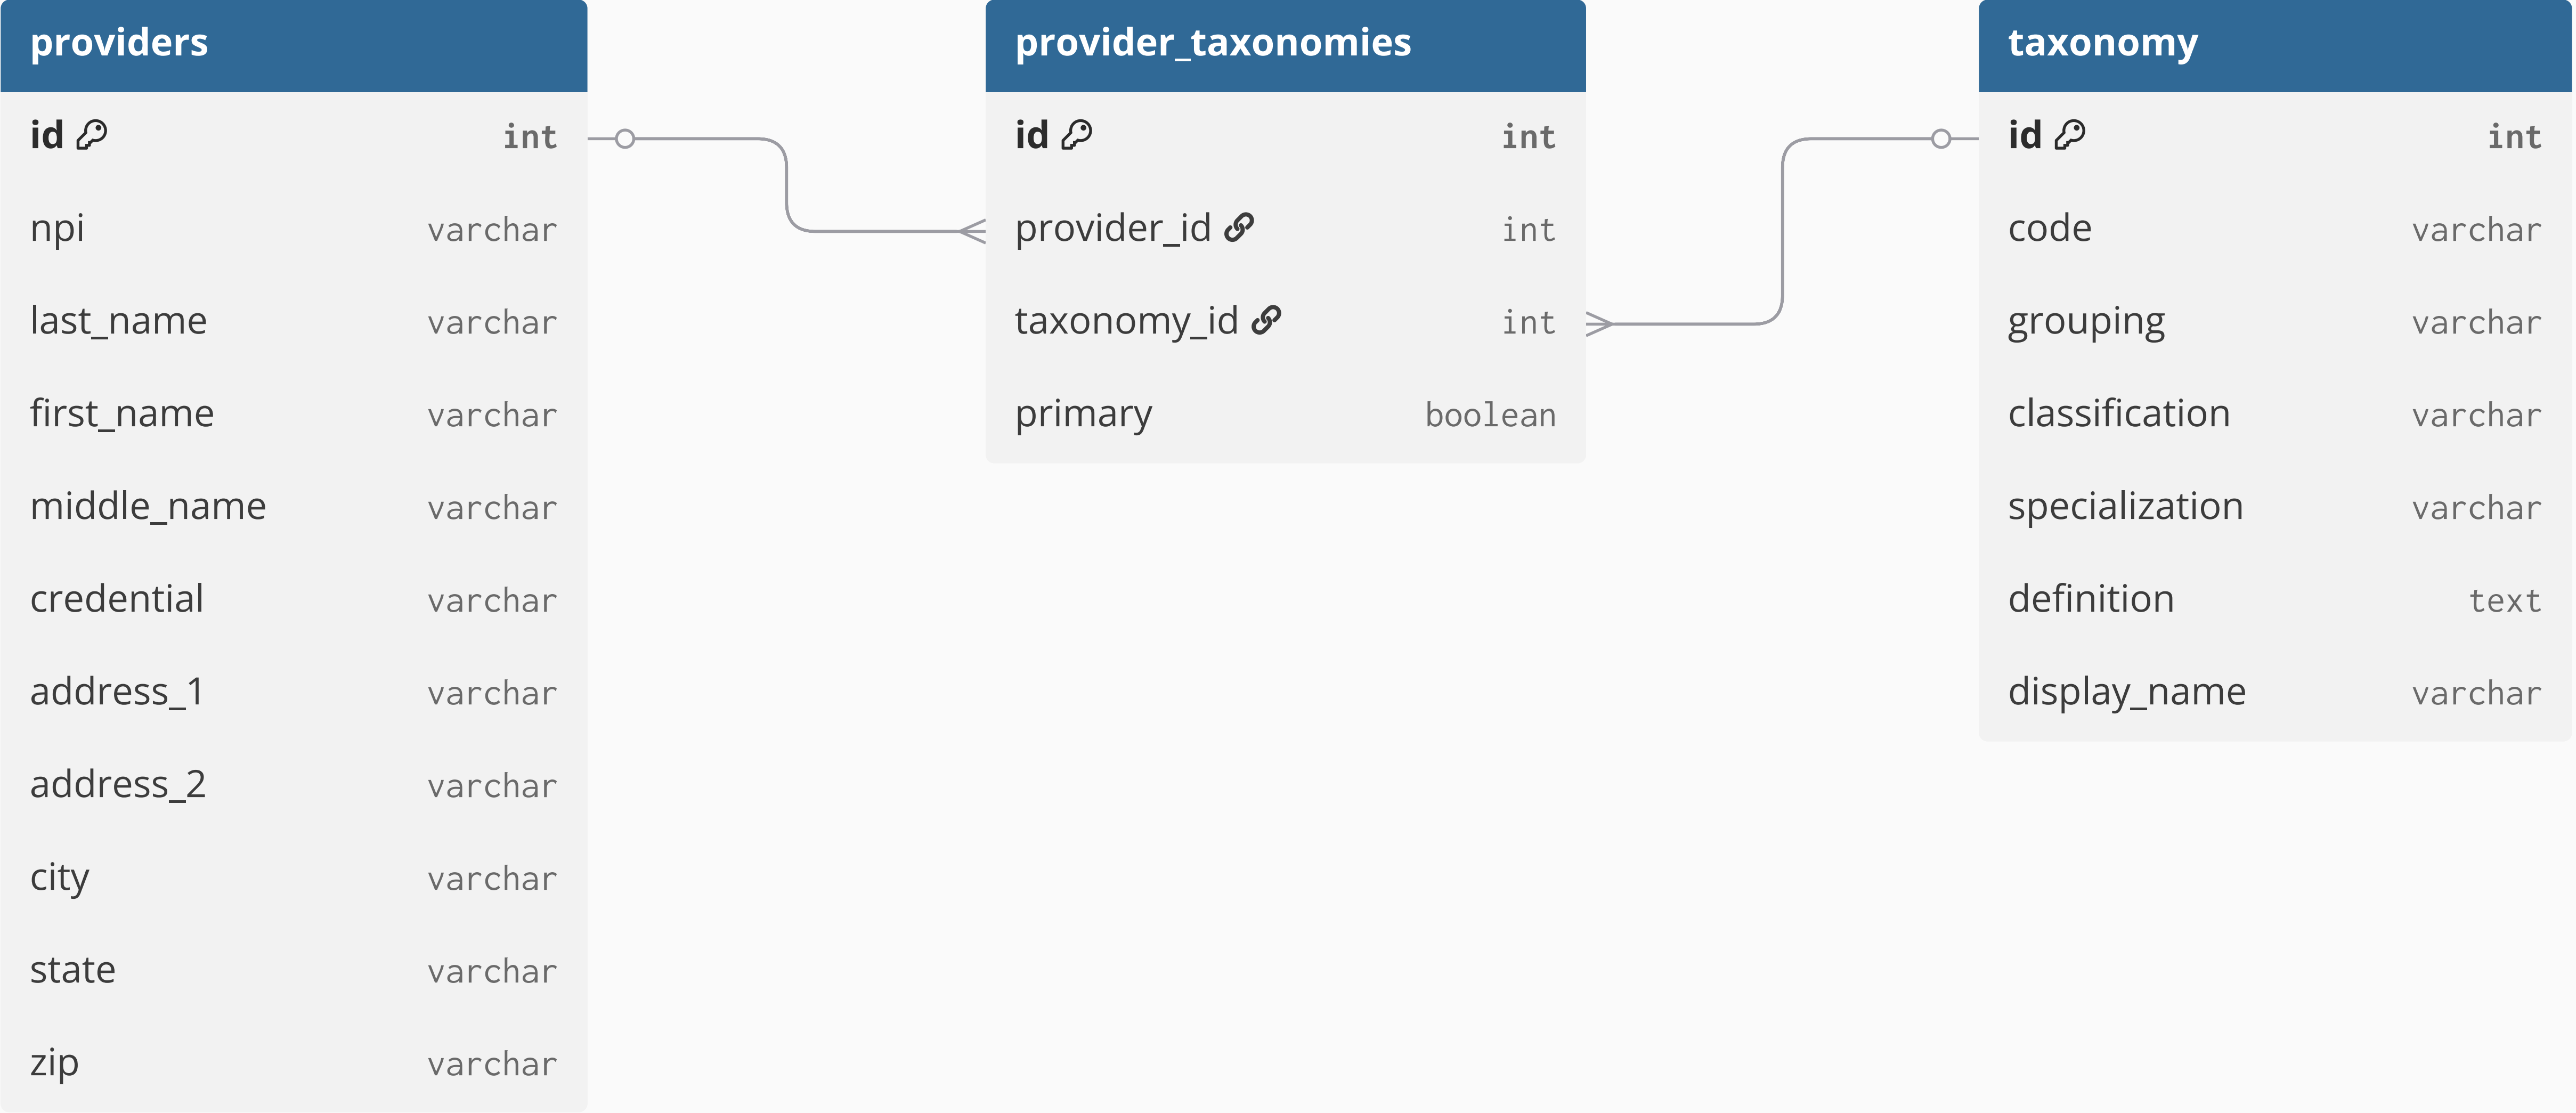 providers
id int
npi varchar
last_name varchar
first_name varchar
middle_name varchar
credential varchar
address_1 varchar
address_2 varchar
city varchar
state varchar
zip varchar
provider_taxonomies
id int
provider_id int
taxonomy_id int
primary boolean
taxonomy
id int
code varchar
grouping varchar
classification varchar
specialization varchar
definition text
display_name varchar